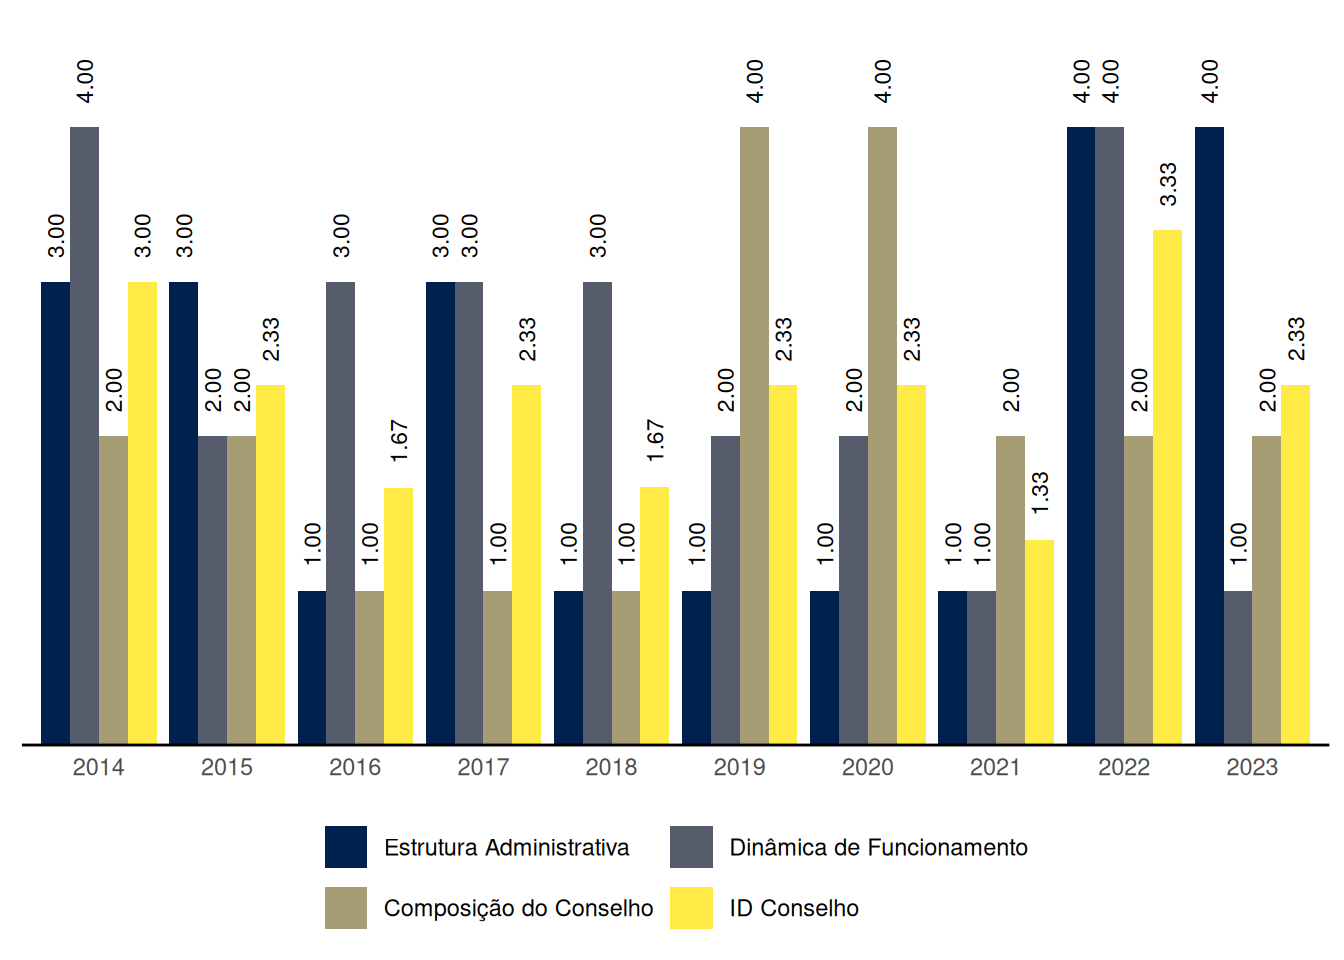 4.00 4.00 4.00 4.00 4.00 4.00
3.33
3.00 3.00 3.00 3.00 3.00 3.00 3.00
2.33 2.33 2.33 2.33 2.33
2.00 2.00 2.00 2.00 2.00 2.00 2.00 2.00
1.67 1.67
1.33
1.00 1.00 1.00 1.00 1.00 1.00 1.00 1.00 1.00 1.00
2014 2015 2016 2017 2018 2019 2020 2021 2022 2023
Estrutura Administrativa Dinâmica de Funcionamento
Composição do Conselho ID Conselho